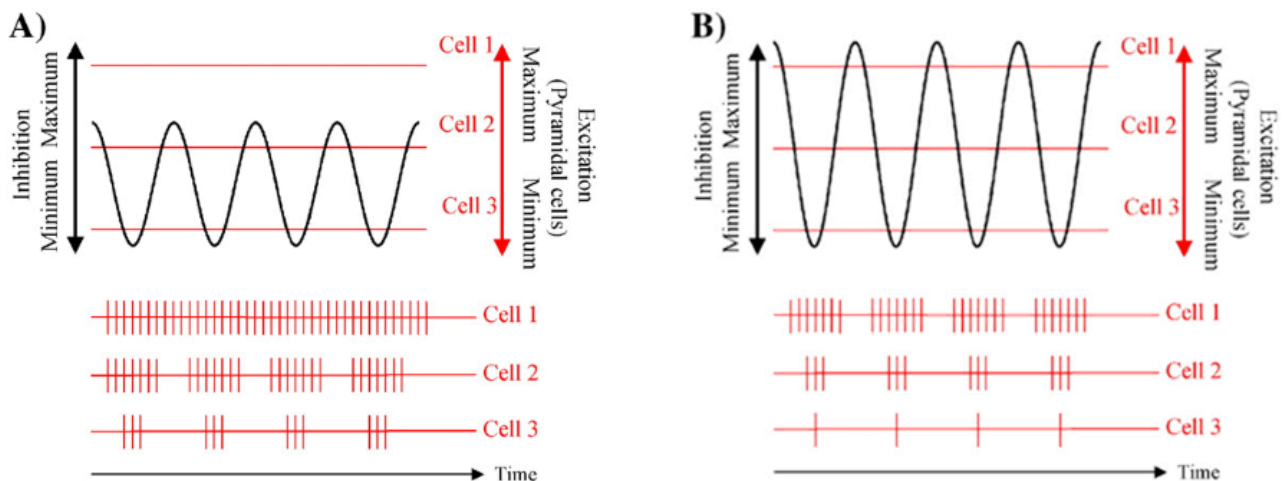 A)
Inhibition
Minimum Maximum
Cell 1
Cell 2
Cell 3
Maximum Minimum
(Pyramidal cells)
Excitation
Cell 1
Cell 2
Cell 3
Time
B)
Inhibition
Minimum Maximum
Cell 1
Cell 2
Cell 3
Maximum Minimum
(Pyramidal cells)
Excitation
Cell 1
Cell 2
Cell 3
Time